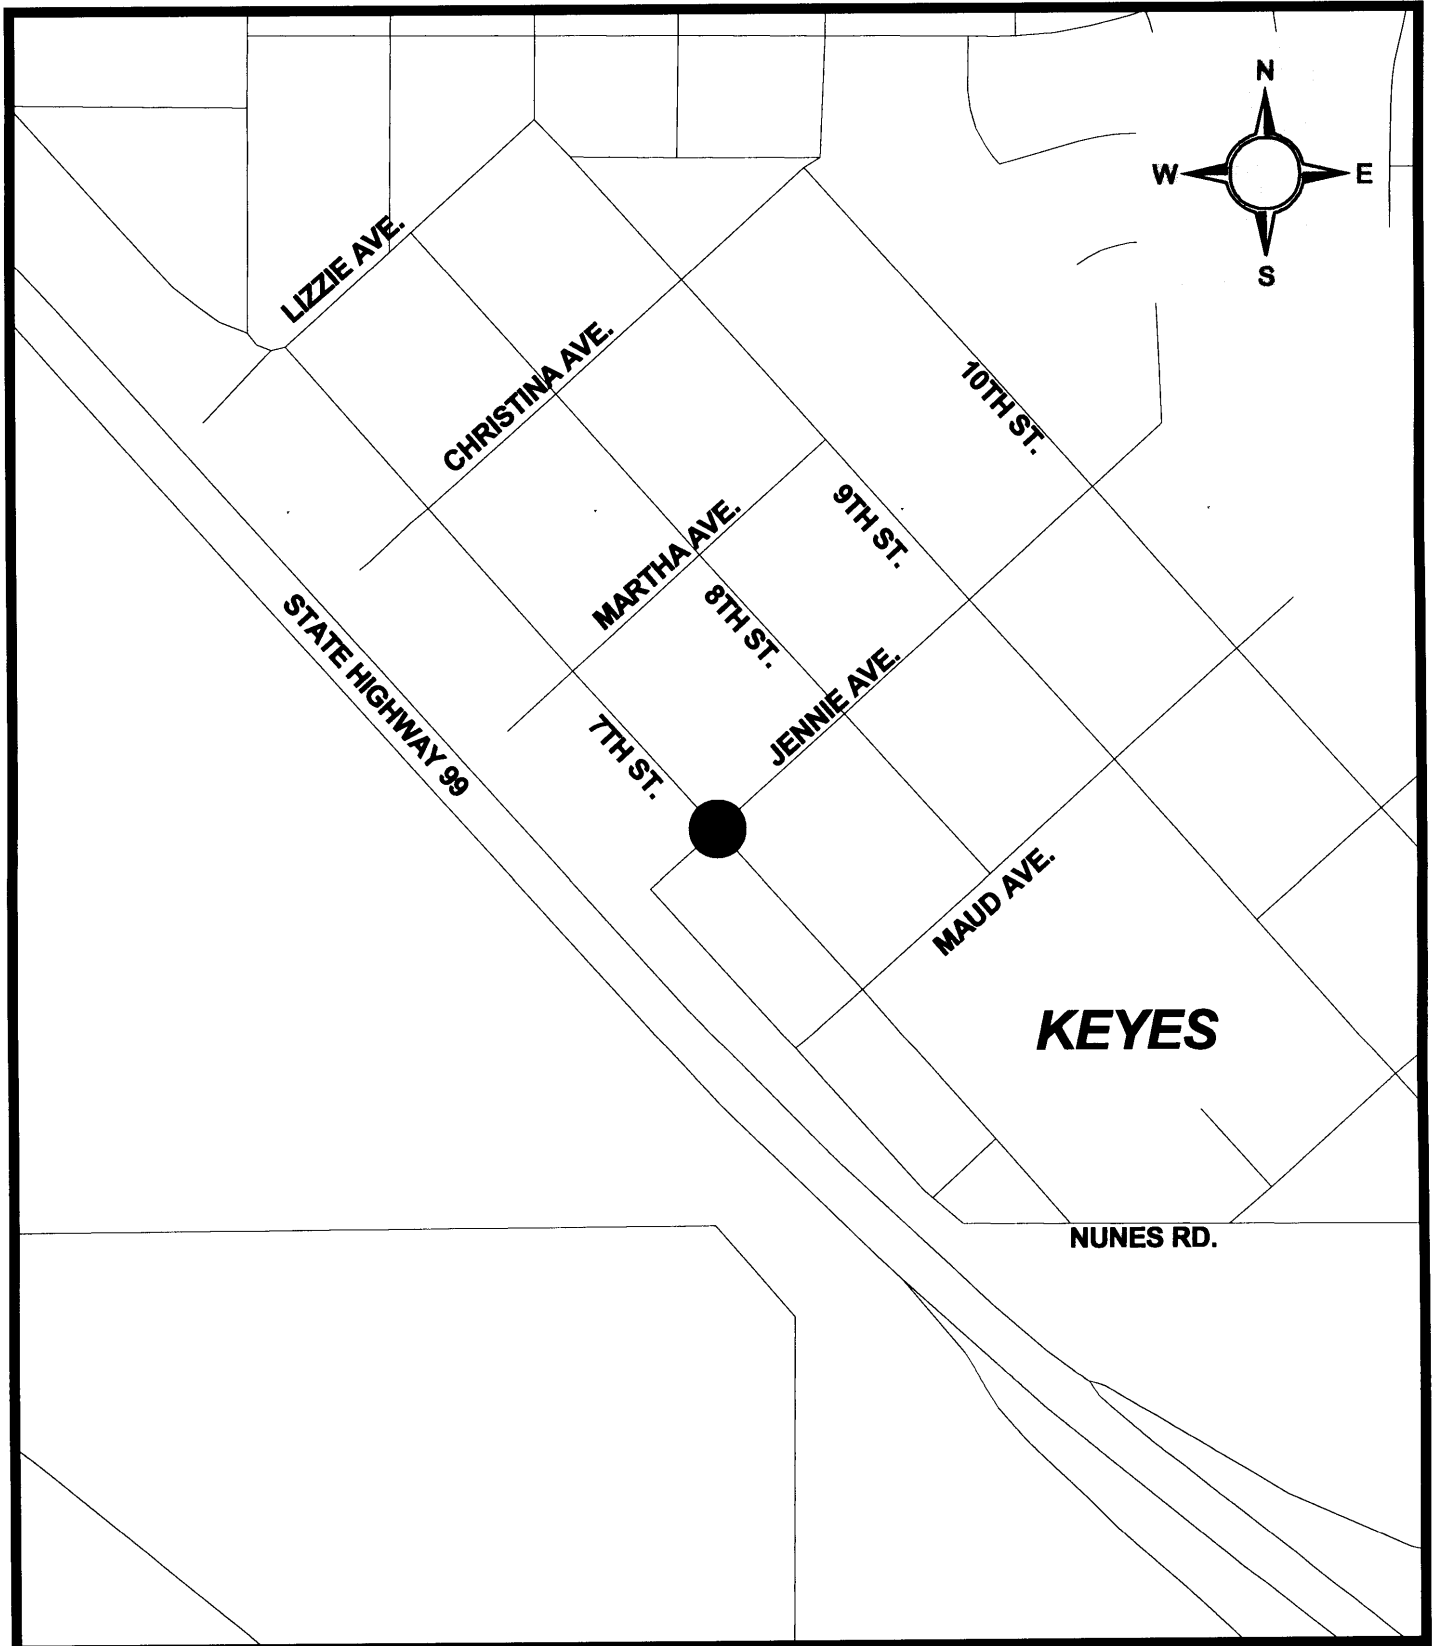 N
W E
S
LIZZIE AVE.
CHRISTINA AVE.
10TH ST.
MARTHA AVE.
9TH ST.
8TH ST.
STATE HIGHWAY 99
JENNIE AVE.
7TH ST.
MAUD AVE.
KEYES
NUNES RD.